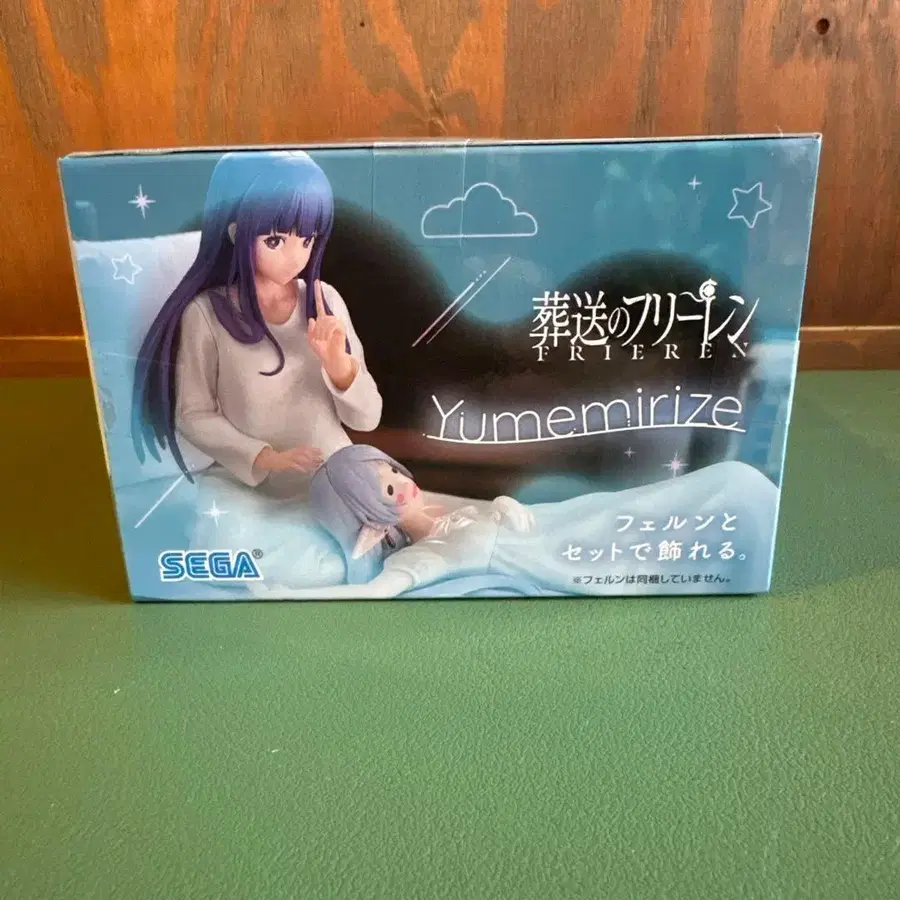 葬送のフリーレン
FRIEREN
Yumemirize
フェルンと
セットで飾れる。
※フェルンは同梱していません。
SEGA®